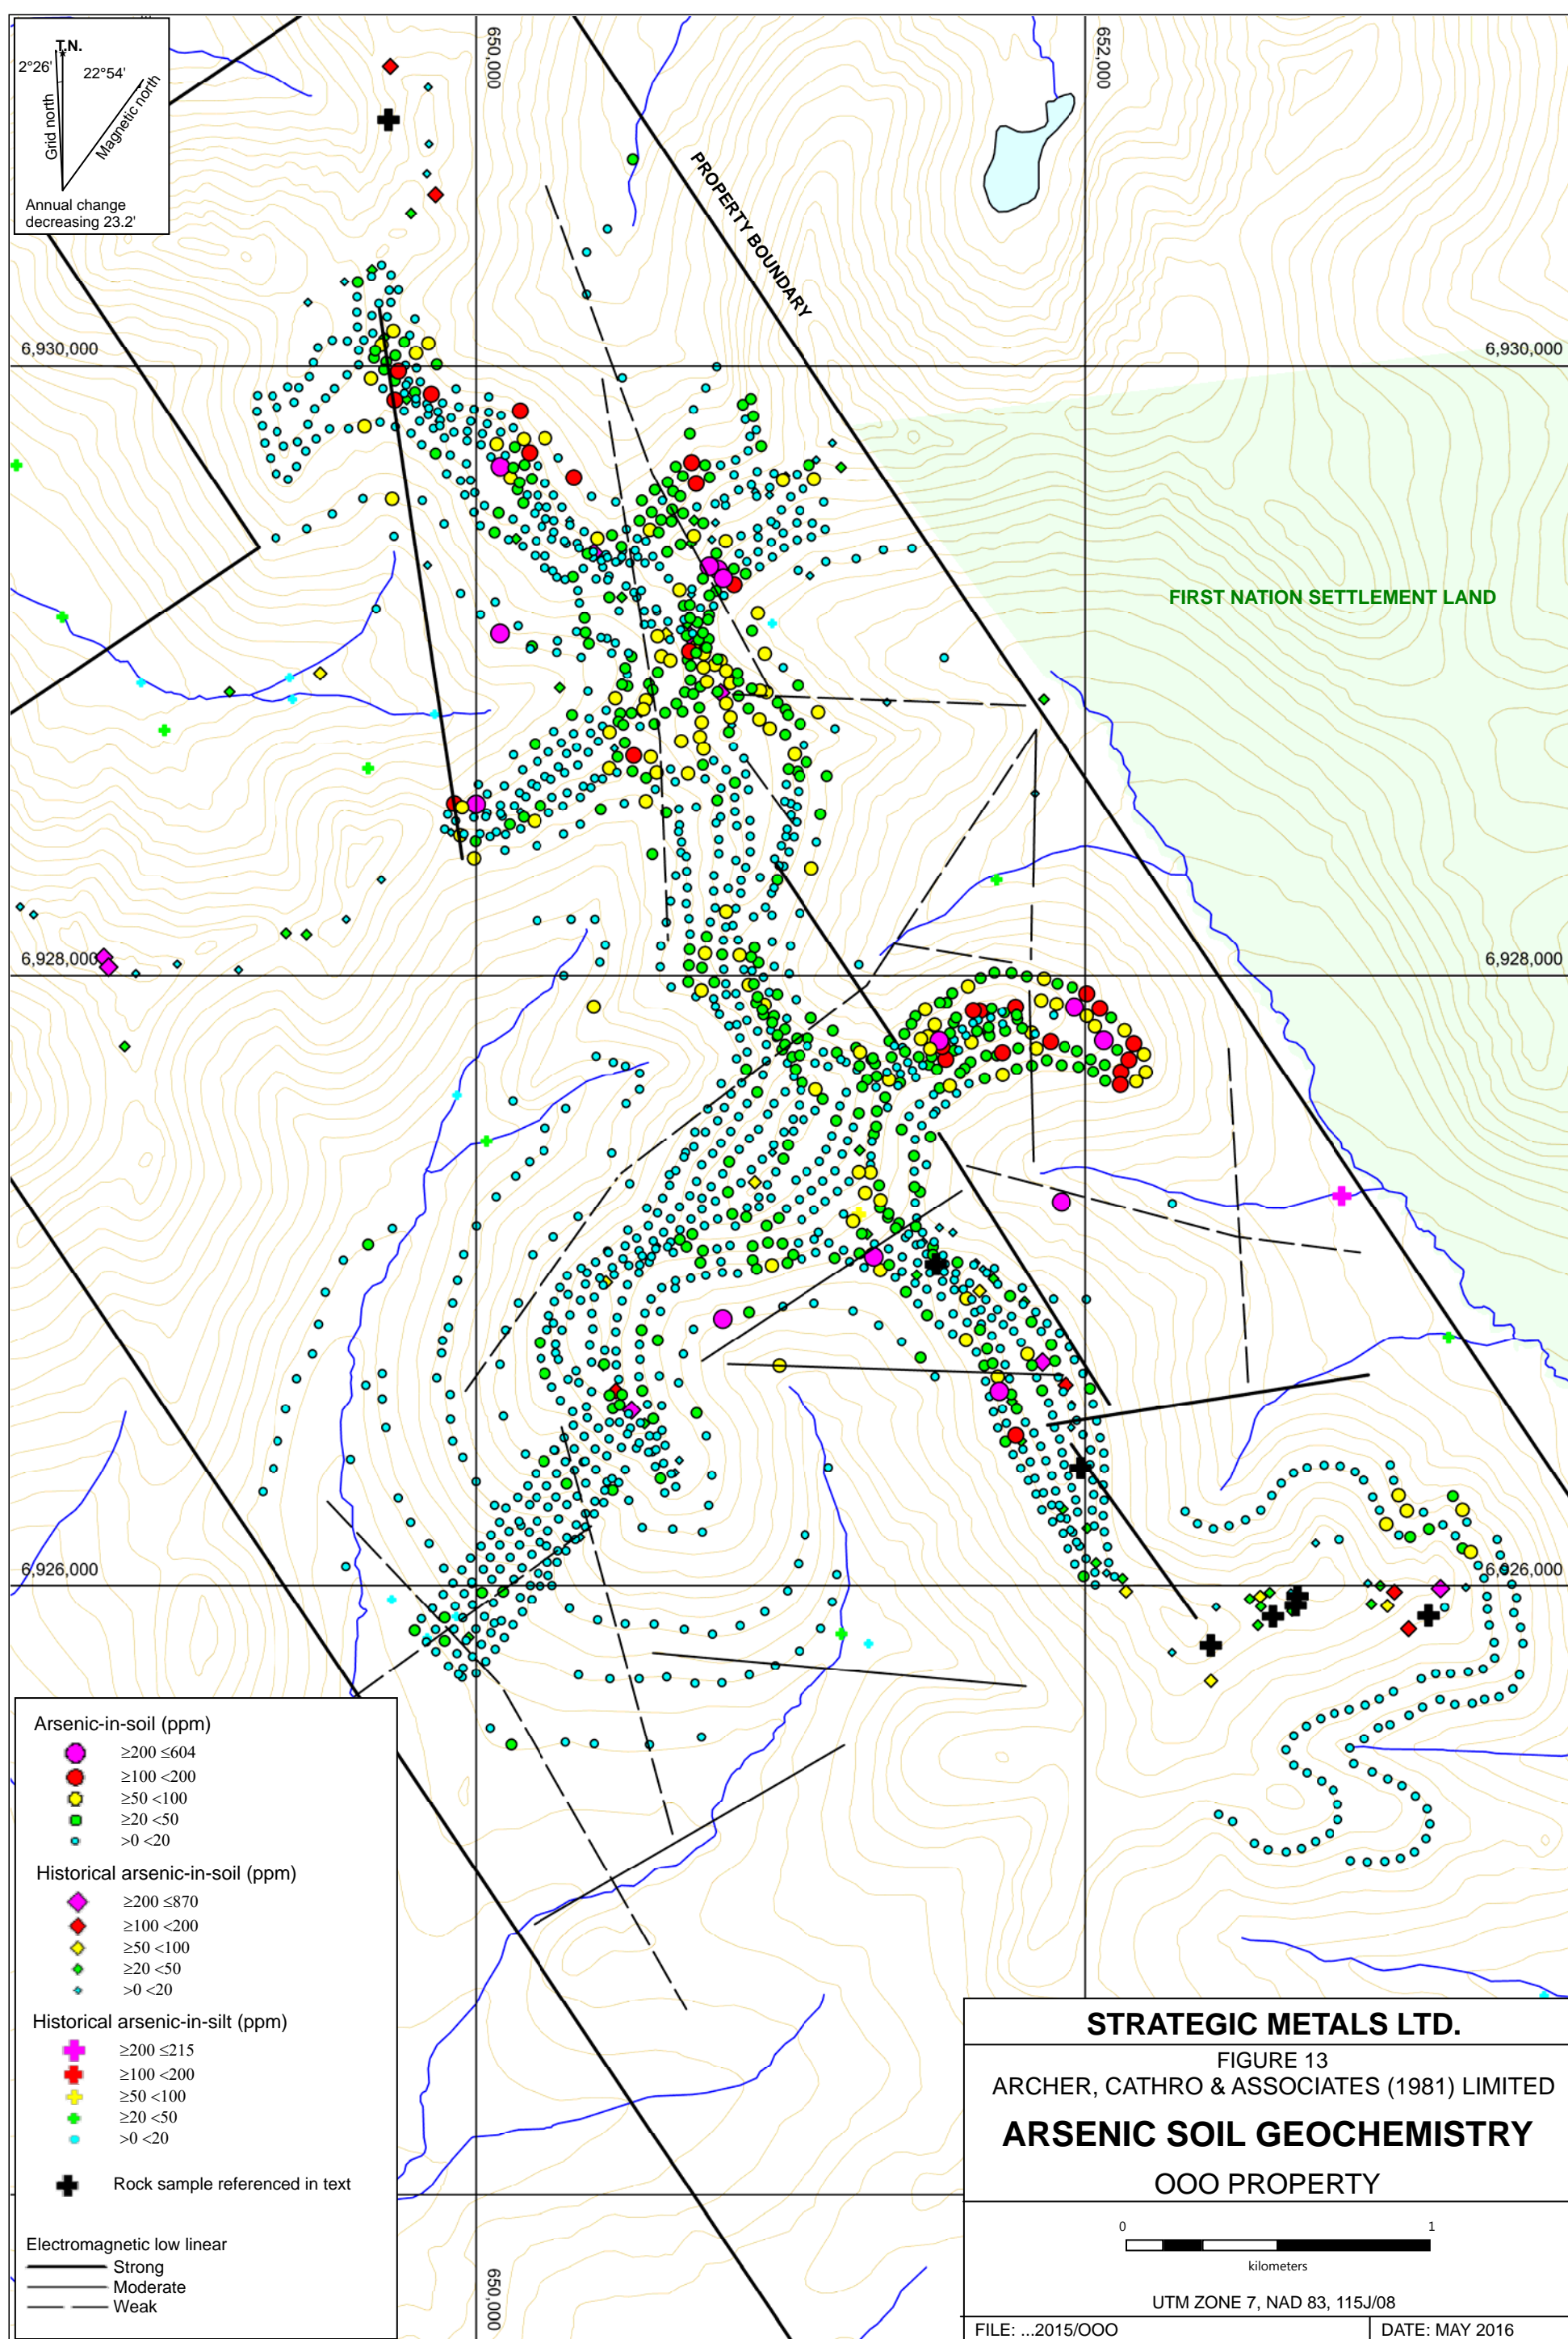 T.N.
2°26'
22°54'
Grid north
Magnetic north
Annual change
decreasing 23.2'
650,000
652,000
PROPERTY BOUNDARY
6,930,000
6,930,000
FIRST NATION SETTLEMENT LAND
6,928,000
6,928,000
6,926,000
6,926,000
Arsenic-in-soil (ppm)
≥200 ≤604
≥100 <200
≥50 <100
≥20 <50
>0 <20
Historical arsenic-in-soil (ppm)
≥200 ≤870
≥100 <200
≥50 <100
≥20 <50
>0 <20
Historical arsenic-in-silt (ppm)
≥200 ≤215
≥100 <200
≥50 <100
≥20 <50
>0 <20
Rock sample referenced in text
Electromagnetic low linear
Strong
Moderate
Weak
650,000
STRATEGIC METALS LTD.
FIGURE 13
ARCHER, CATHRO & ASSOCIATES (1981) LIMITED
ARSENIC SOIL GEOCHEMISTRY
OOO PROPERTY
0 1
kilometers
UTM ZONE 7, NAD 83, 115J/08
FILE: ...2015/OOO
DATE: MAY 2016